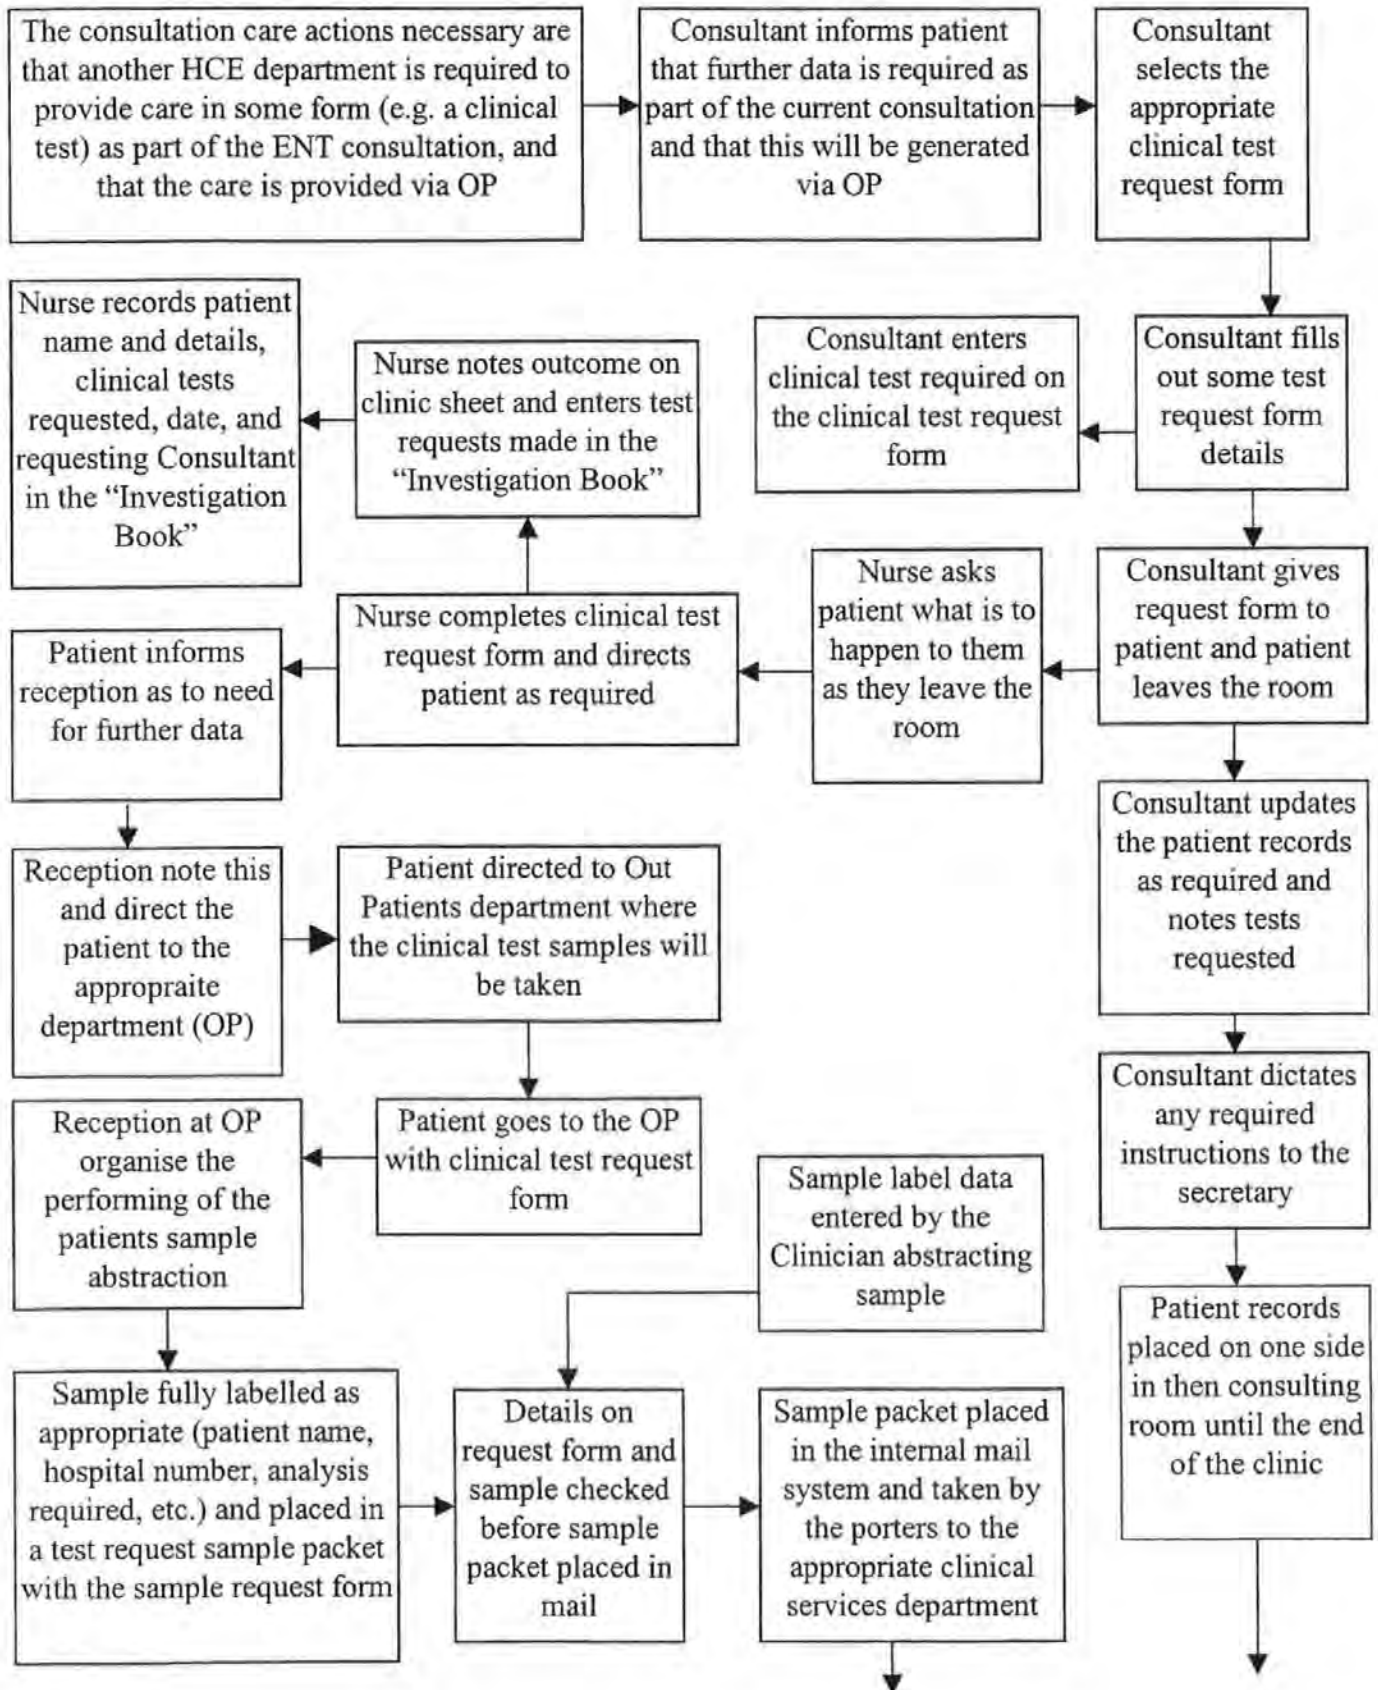 The consultation care actions necessary are
that another HCE department is required to
provide care in some form (e.g. a clinical
test) as part of the ENT consultation, and
that the care is provided via OP
Consultant informs patient
that further data is required as
part of the current consultation
and that this will be generated
via OP
Consultant
selects the
appropriate
clinical test
request form
Consultant fills
out some test
request form
details
Consultant enters
clinical test required on
the clinical test request
form
Consultant gives
request form to
patient and patient
leaves the room
Nurse asks
patient what is to
happen to them
as they leave the
room
Nurse completes clinical test
request form and directs
patient as required
Nurse notes outcome on
clinic sheet and enters test
requests made in the
“Investigation Book”
Nurse records patient
name and details,
clinical tests
requested, date, and
requesting Consultant
in the “Investigation
Book”
Patient informs
reception as to need
for further data
Reception note this
and direct the
patient to the
appropraite
department (OP)
Patient directed to Out
Patients department where
the clinical test samples will
be taken
Patient goes to the OP
with clinical test request
form
Reception at OP
organise the
performing of the
patients sample
abstraction
Sample fully labelled as
appropriate (patient name,
hospital number, analysis
required, etc.) and placed in
a test request sample packet
with the sample request form
Sample label data
entered by the
Clinician abstracting
sample
Details on
request form and
sample checked
before sample
packet placed in
mail
Sample packet placed
in the internal mail
system and taken by
the porters to the
appropriate clinical
services department
Consultant updates
the patient records
as required and
notes tests
requested
Consultant dictates
any required
instructions to the
secretary
Patient records
placed on one side
in then consulting
room until the end
of the clinic